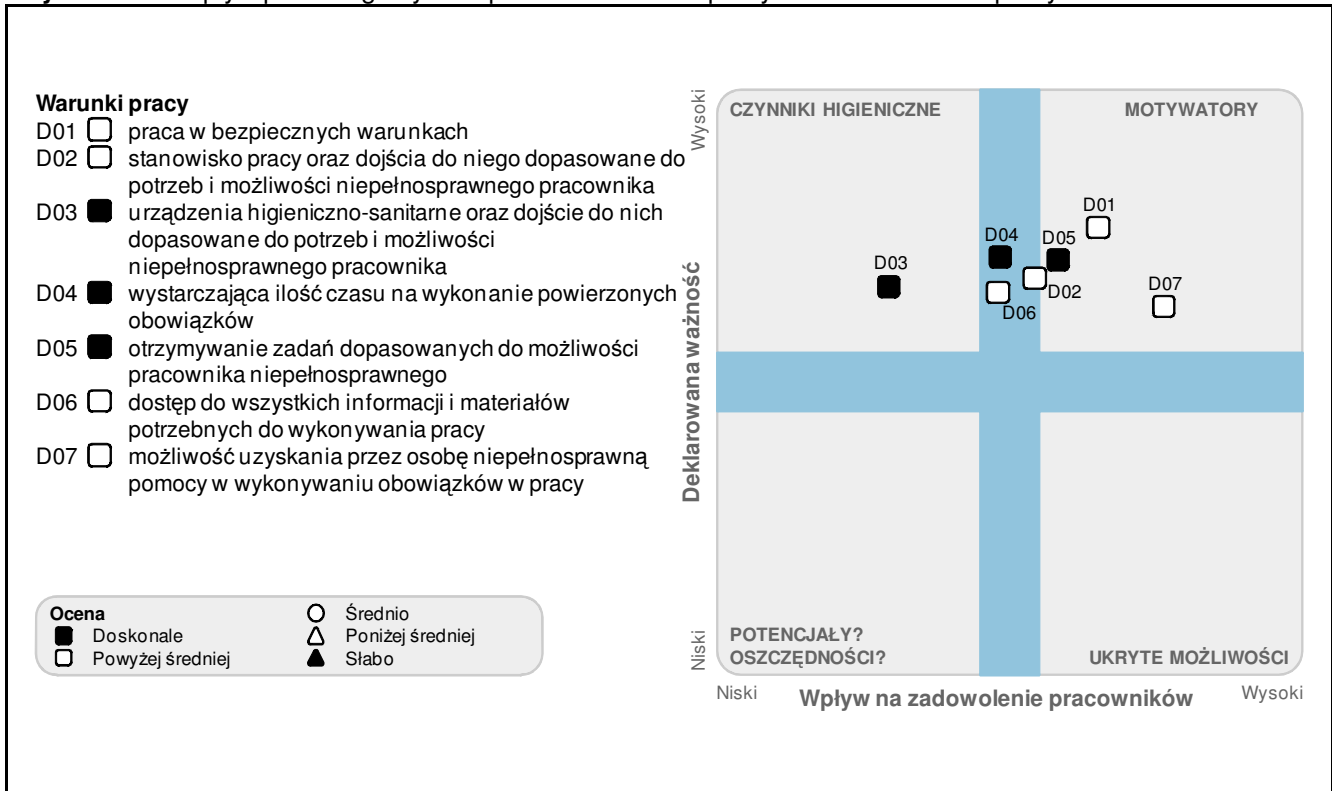 Warunki pracy
D01 praca w bezpiecznych warunkach
D02 stanowisko pracy oraz dojścia do niego dopasowane do
potrzeb i możliwości niepełnosprawnego pracownika
D03 urządzenia higieniczno-sanitarne oraz dojście do nich
dopasowane do potrzeb i możliwości
niepełnosprawnego pracownika
D04 wystarczająca ilość czasu na wykonanie powierzonych
obowiązków
D05 otrzymywanie zadań dopasowanych do możliwości
pracownika niepełnosprawnego
D06 dostęp do wszystkich informacji i materiałów
potrzebnych do wykonywania pracy
D07 możliwość uzyskania przez osobę niepełnosprawną
pomocy w wykonywaniu obowiązków w pracy
Ocena
Doskonale
Powyżej średniej
Średnio
Poniżej średniej
Słabo
Wysoki
Deklarowana ważność
Niski
CZYNNIKI HIGIENICZNE
MOTYWATORY
D01
D04
D05
D03
D02
D07
D06
POTENCJAŁY?
OSZCZĘDNOŚCI?
UKRYTE MOŻLIWOŚCI
Niski
Wpływ na zadowolenie pracowników
Wysoki